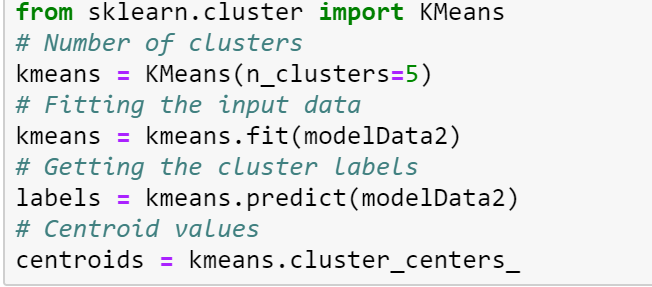 from sklearn.cluster import KMeans
# Number of clusters
kmeans = KMeans(n_clusters=5)
# Fitting the input data
kmeans = kmeans.fit(modelData2)
# Getting the cluster labels
labels = kmeans.predict(modelData2)
# Centroid values
centroids = kmeans.cluster_centers_